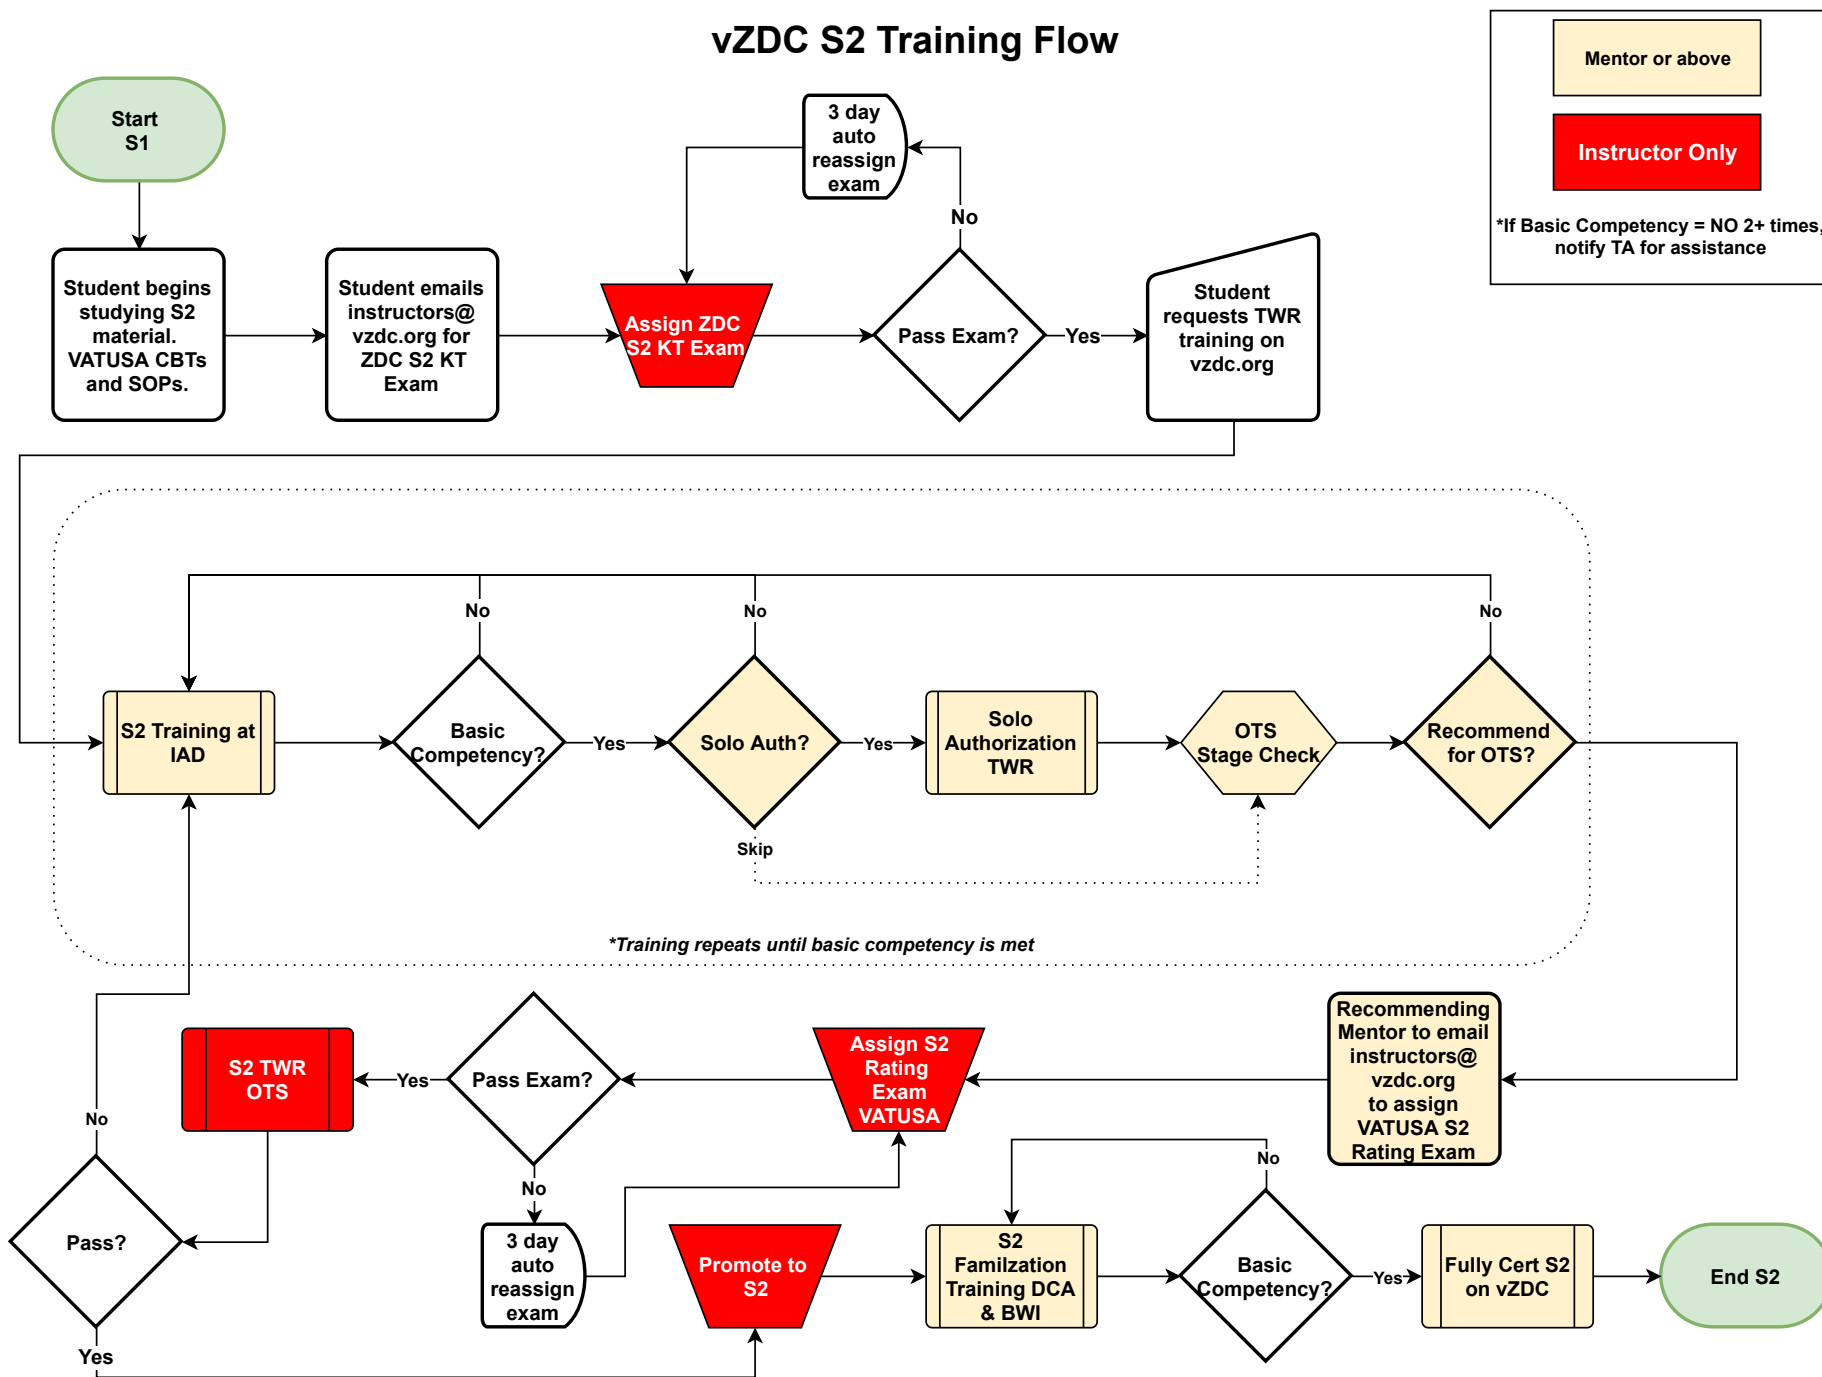 vZDC S2 Training Flow
Mentor or above
Instructor Only
*If Basic Competency = NO 2+ times,
notify TA for assistance
Start
S1
3 day
auto
reassign
exam
No
Student begins
studying S2
material.
VATUSA CBTs
and SOPs.
Student emails
instructors@
vzdc.org for
ZDC S2 KT
Exam
Assign ZDC
S2 KT Exam
Pass Exam?
Yes
Student
requests TWR
training on
vzdc.org
No
No
No
S2 Training at
IAD
Basic
Competency?
Yes
Solo Auth?
Yes
Solo
Authorization
TWR
OTS
Stage Check
Recommend
for OTS?
Skip
*Training repeats until basic competency is met
Recommending
Mentor to email
instructors@
vzdc.org
to assign
VATUSA S2
Rating Exam
Assign S2
Rating
Exam
VATUSA
Pass Exam?
Yes
S2 TWR
OTS
No
No
Pass?
Yes
3 day
auto
reassign
exam
Promote to
S2
S2
Familzation
Training DCA
& BWI
No
Basic
Competency?
Yes
Fully Cert S2
on vZDC
End S2